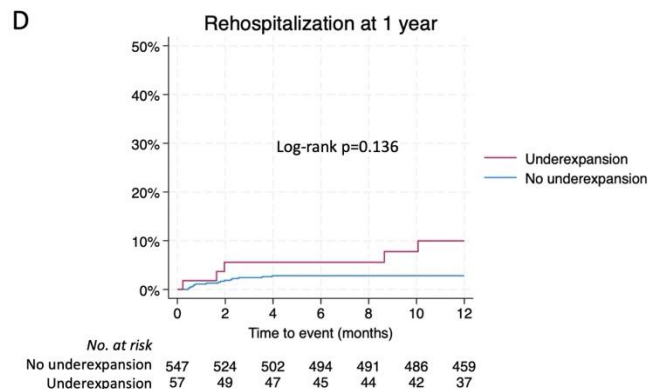 D
Rehospitalization at 1 year
50%
40%
30%
20%
10%
0%
Log-rank p=0.136
Underexpansion
No underexpansion
0 2 4 6 8 10 12
Time to event (months)
No. at risk
No underexpansion 547 524 502 494 491 486 459
Underexpansion 57 49 47 45 44 42 37